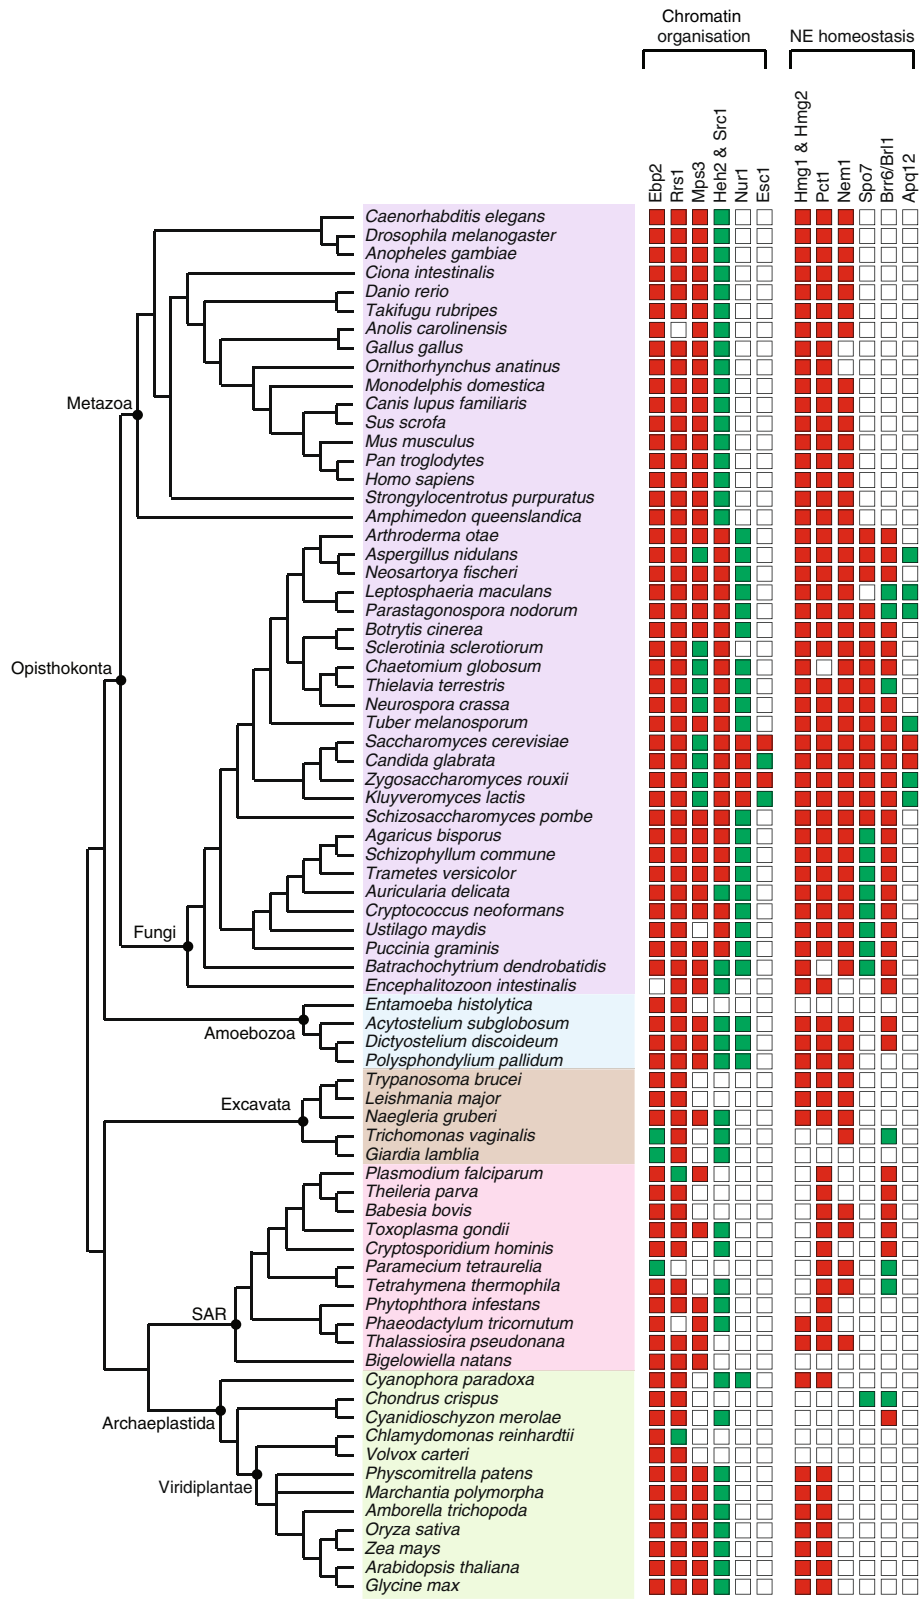 Chromatin
organisation
NE homeostasis
Ebp2
Rrs1
Mps3
Heh2 & Src1
Nur1
Esc1
Hmg1 & Hmg2
Pct1
Nem1
Spo7
Brr6/Brl1
Apq12
Caenorhabditis elegans
Drosophila melanogaster
Anopheles gambiae
Ciona intestinalis
Danio rerio
Takifugu rubripes
Anolis carolinensis
Gallus gallus
Ornithorhynchus anatinus
Monodelphis domestica
Metazoa
Canis lupus familiaris
Sus scrofa
Mus musculus
Pan troglodytes
Homo sapiens
Strongylocentrotus purpuratus
Amphimedon queenslandica
Arthroderma otae
Aspergillus nidulans
Neosartorya fischeri
Leptosphaeria maculans
Parastagonospora nodorum
Botrytis cinerea
Sclerotinia sclerotiorum
Opisthokonta
Chaetomium globosum
Thielavia terrestris
Neurospora crassa
Tuber melanosporum
Saccharomyces cerevisiae
Candida glabrata
Zygosaccharomyces rouxii
Kluyveromyces lactis
Schizosaccharomyces pombe
Agaricus bisporus
Schizophyllum commune
Trametes versicolor
Auricularia delicata
Cryptococcus neoformans
Fungi
Ustilago maydis
Puccinia graminis
Batrachochytrium dendrobatidis
Encephalitozoon intestinalis
Entamoeba histolytica
Amoebozoa
Acytostelium subglobosum
Dictyostelium discoideum
Polysphondylium pallidum
Trypanosoma brucei
Excavata
Leishmania major
Naegleria gruberi
Trichomonas vaginalis
Giardia lamblia
Plasmodium falciparum
Theileria parva
Babesia bovis
Toxoplasma gondii
Cryptosporidium hominis
Paramecium tetraurelia
Tetrahymena thermophila
SAR
Phytophthora infestans
Phaeodactylum tricornutum
Thalassiosira pseudonana
Bigelowiella natans
Cyanophora paradoxa
Chondrus crispus
Archaeplastida
Cyanidioschyzon merolae
Chlamydomonas reinhardtii
Volvox carteri
Viridiplantae
Physcomitrella patens
Marchantia polymorpha
Amborella trichopoda
Oryza sativa
Zea mays
Arabidopsis thaliana
Glycine max